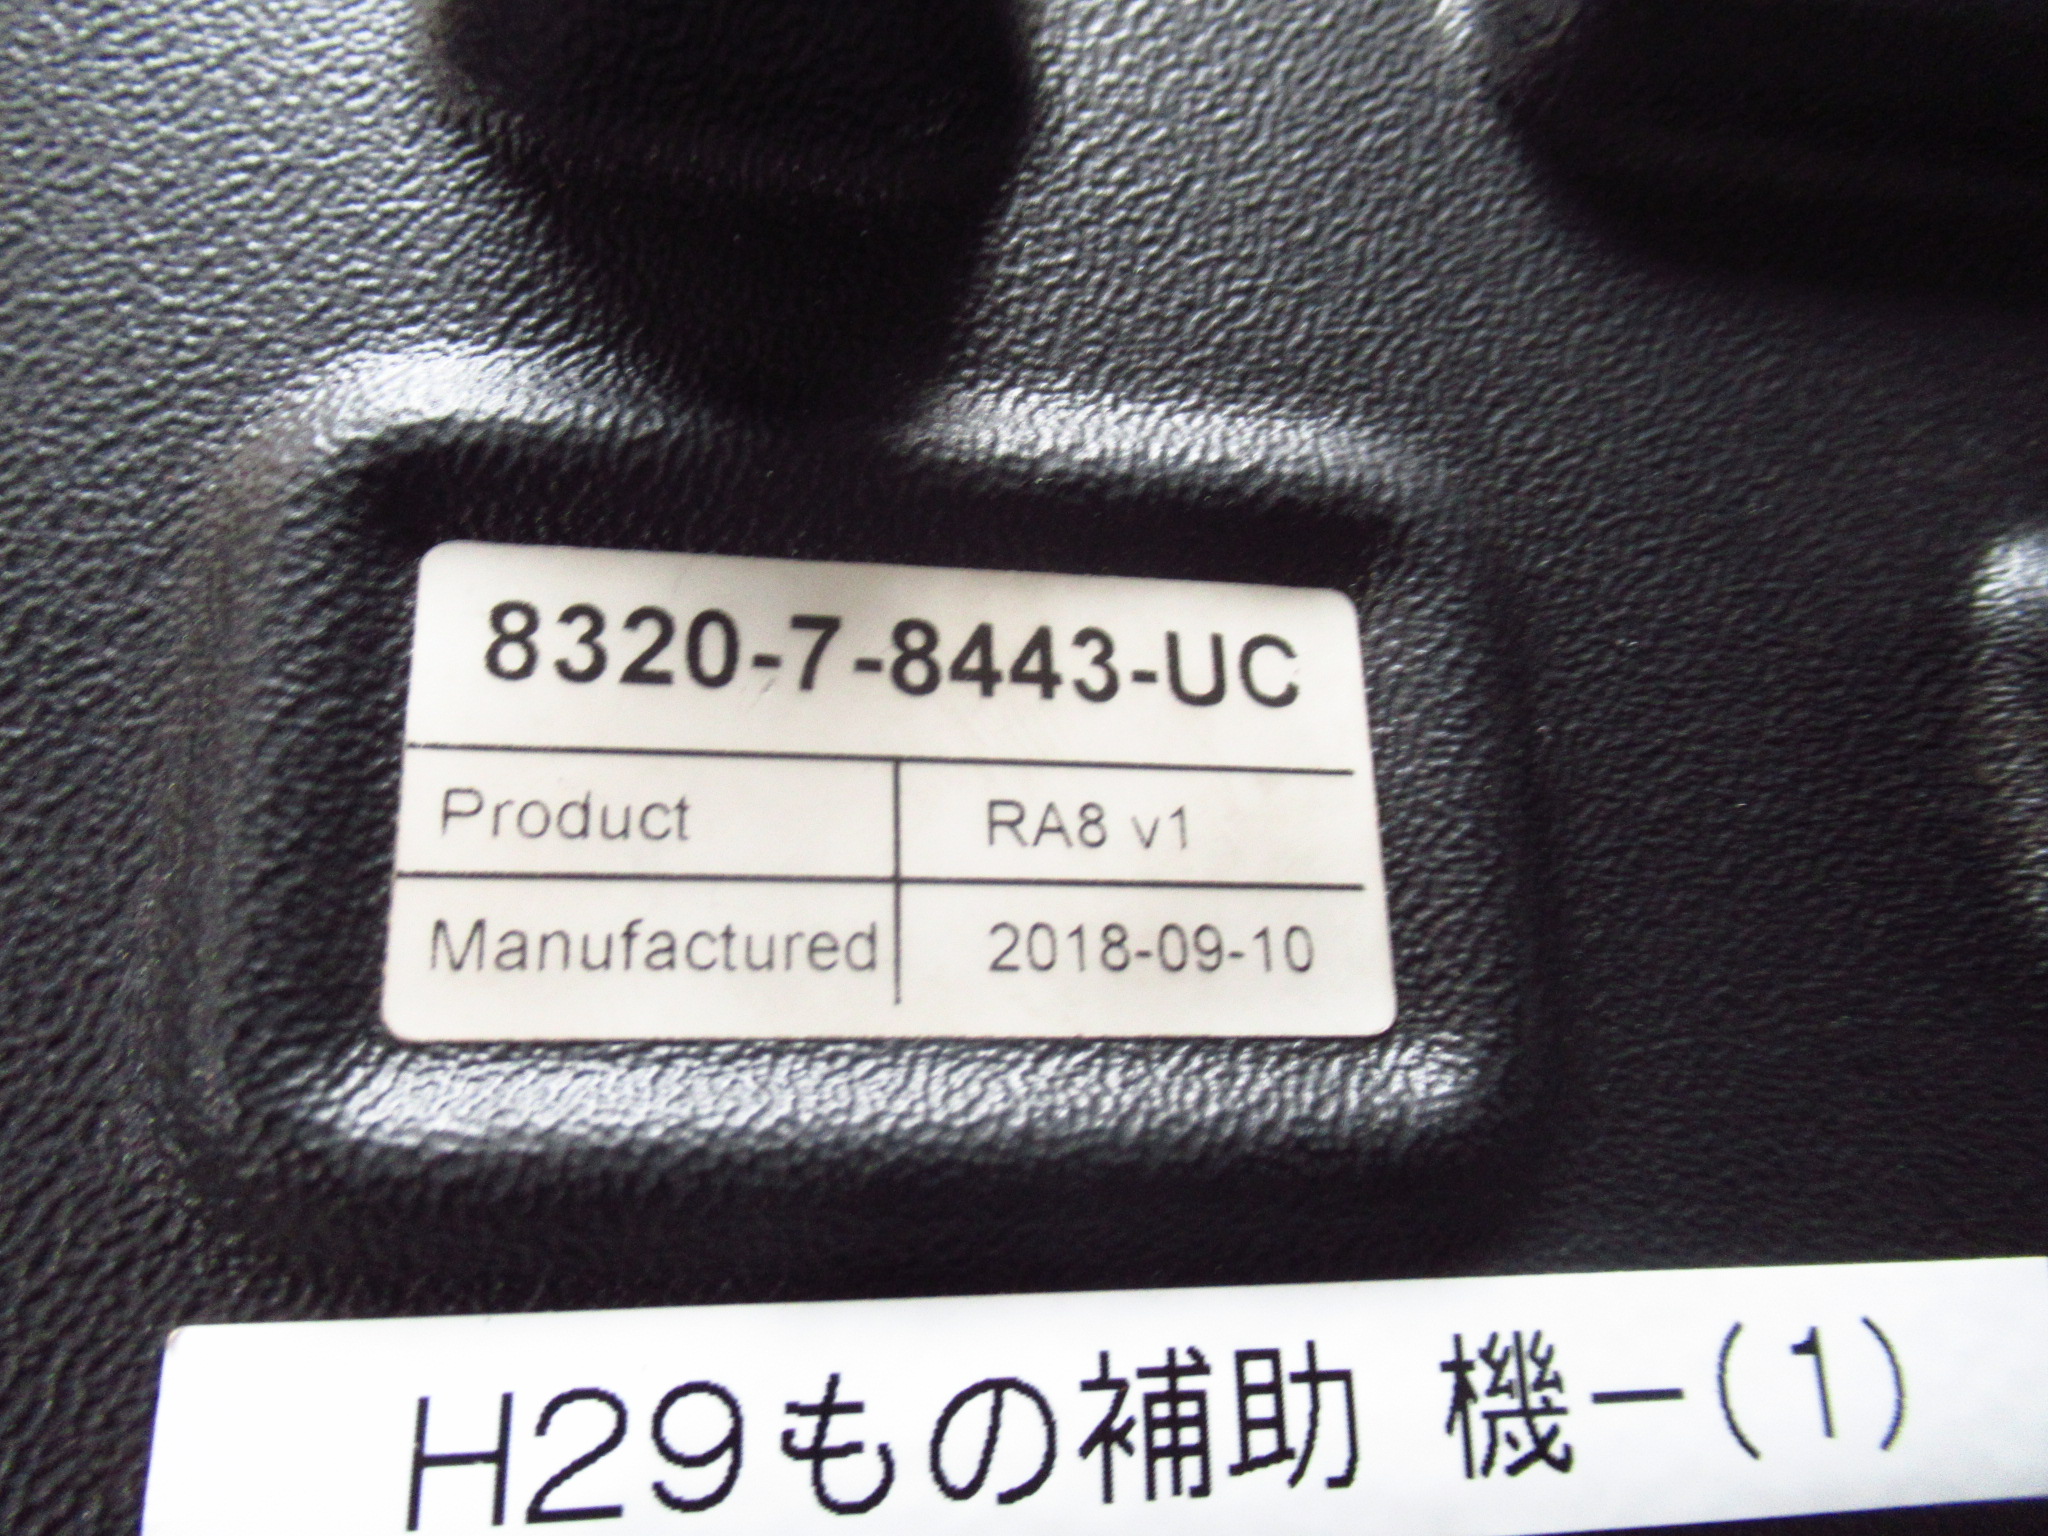 8320-7-8443-UC
Product RA8 v1
Manufactured 2018-09-10
H29もの補助 機−(1)